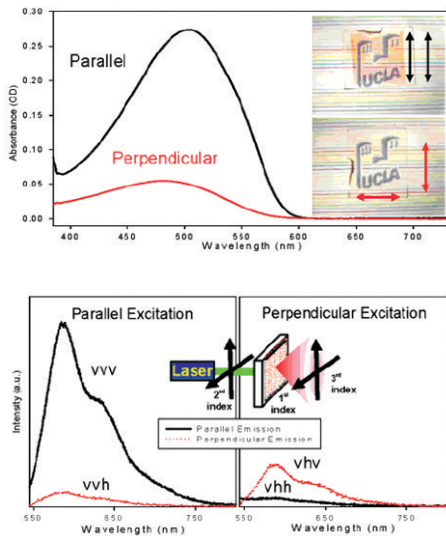 0.30
0.25
0.20
0.15
0.10
0.05
0.00
Absorbance (OD)
Parallel
Perpendicular
UCLA
UCLA
400 450 500 550 600 650 700
Wavelength (nm)
Parallel Excitation
Perpendicular Excitation
Intensity (a.u.)
vvv
vvh
Laser
2nd
index
1st
index
3rd
index
Parallel Emission
Perpendicular Emission
vhv
vhh
550 650 750
550 650 750
Wavelength (nm)
Wavelength (nm)